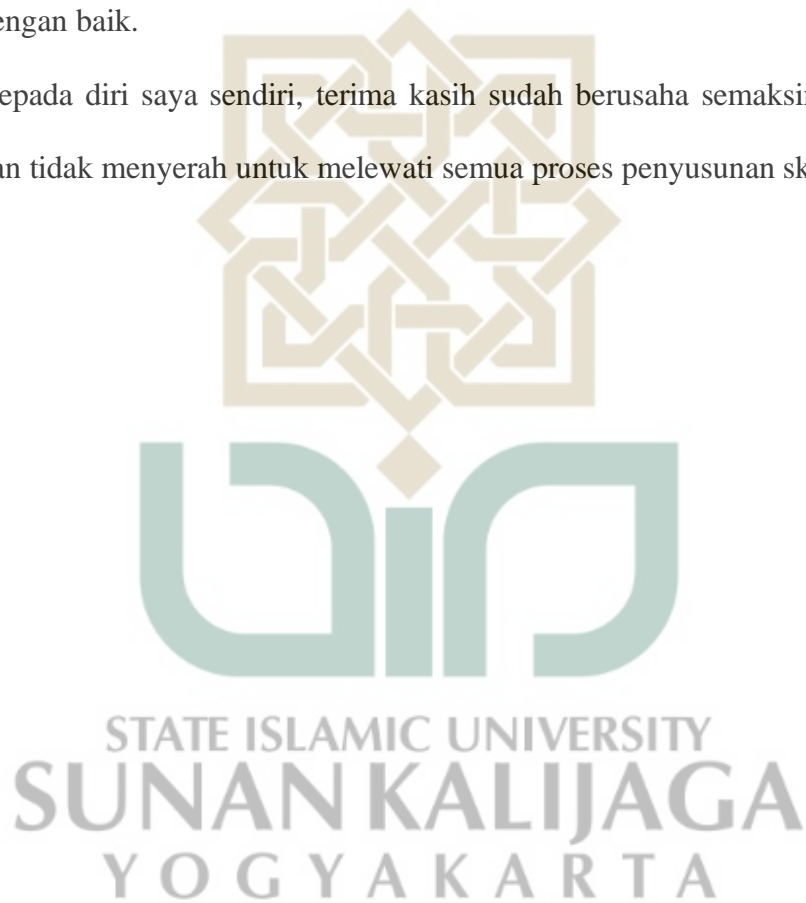 engan baik.
epada diri saya sendiri, terima kasih sudah berusaha semaksi
an tidak menyerah untuk melewati semua proses penyusunan sk
STATE ISLAMIC UNIVERSITY
SUNAN KALIJAGA
YOGYAKARTA